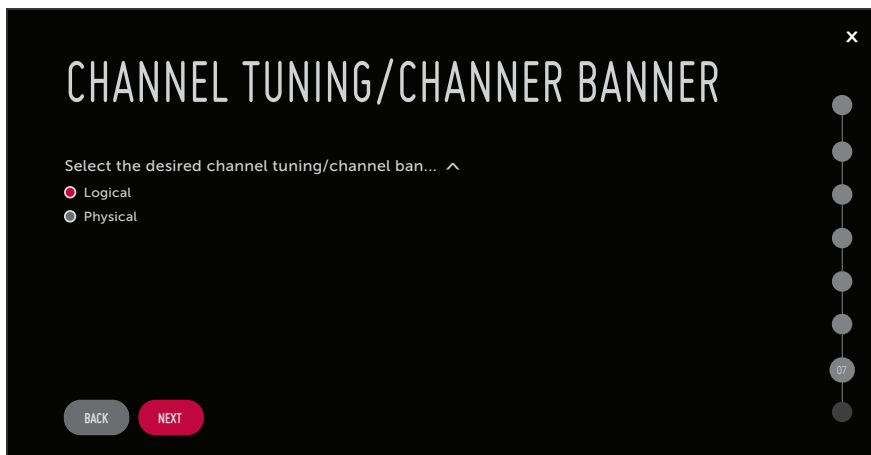 X
CHANNEL TUNING/CHANNER BANNER
Select the desired channel tuning/channel ban...
Logical
Physical
07
BACK NEXT